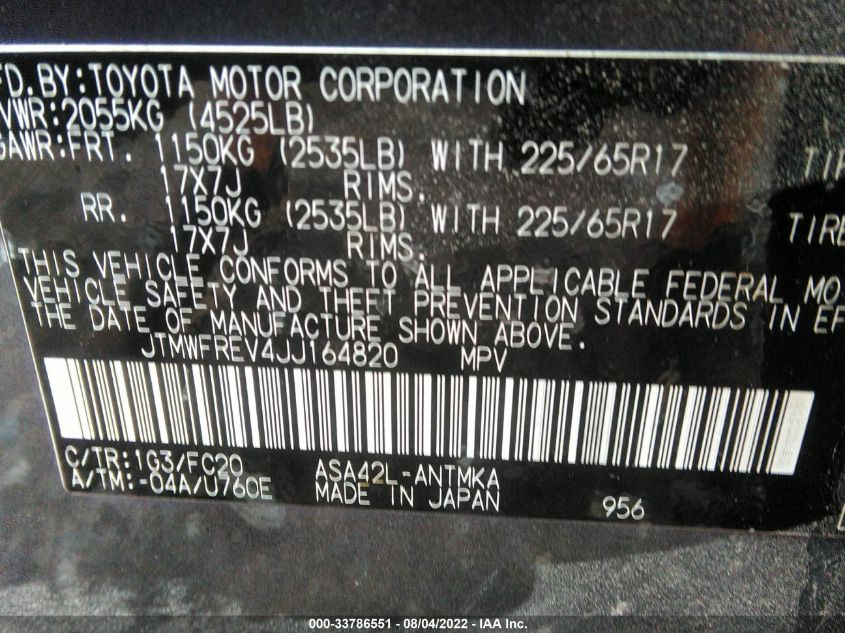 FD.BY:TOYOTA MOTOR CORPORATION
VWR:2055KG (4525LB)
GAWR:FRT. 1150KG (2535LB) WITH 225/65R17 TIR
17X7J RIMS.
RR. 1150KG (2535LB) WITH 225/65R17 TIRE
17X7J RIMS.
THIS VEHICLE CONFORMS TO ALL APPLICABLE FEDERAL MO
VEHICLE SAFETY AND THEFT PREVENTION STANDARDS IN EF
THE DATE OF MANUFACTURE SHOWN ABOVE.
JTMWFREV4JJ164820 MPV
C/TR:1G3/FC20 ASA42L-ANTMKA
A/TM:-04A/U760E MADE IN JAPAN 956
000-33786551 - 08/04/2022 - IAA Inc.